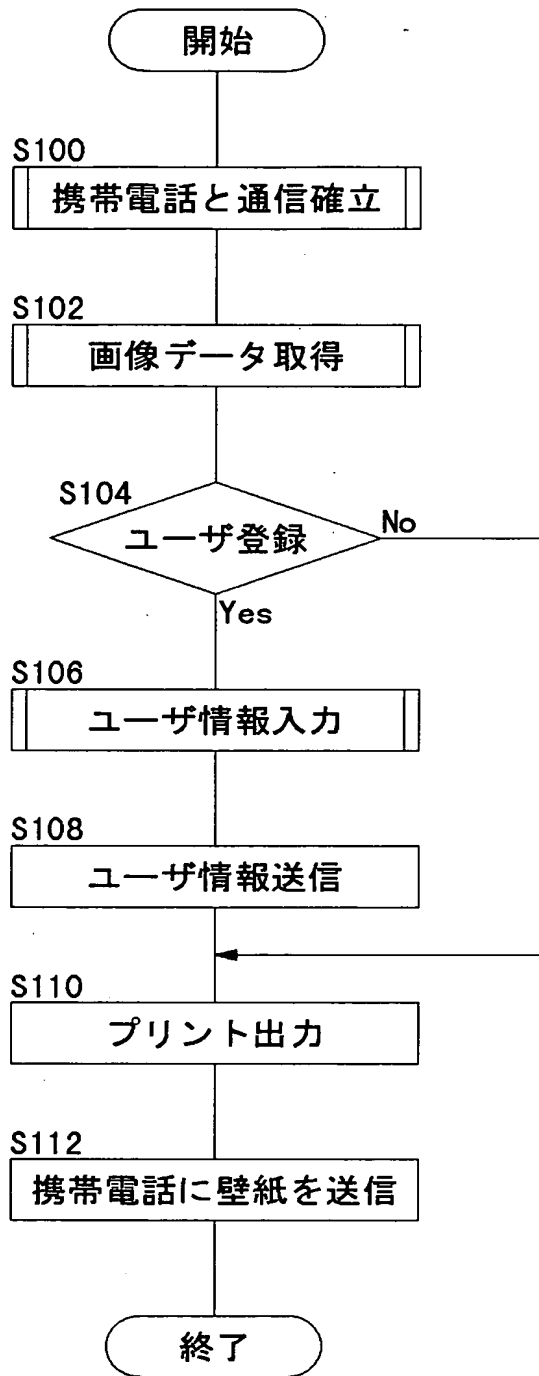 開始
S100
携帯電話と通信確立
S102
画像データ取得
S104
ユーザ登録
No
Yes
S106
ユーザ情報入力
S108
ユーザ情報送信
S110
プリント出力
S112
携帯電話に壁紙を送信
終了